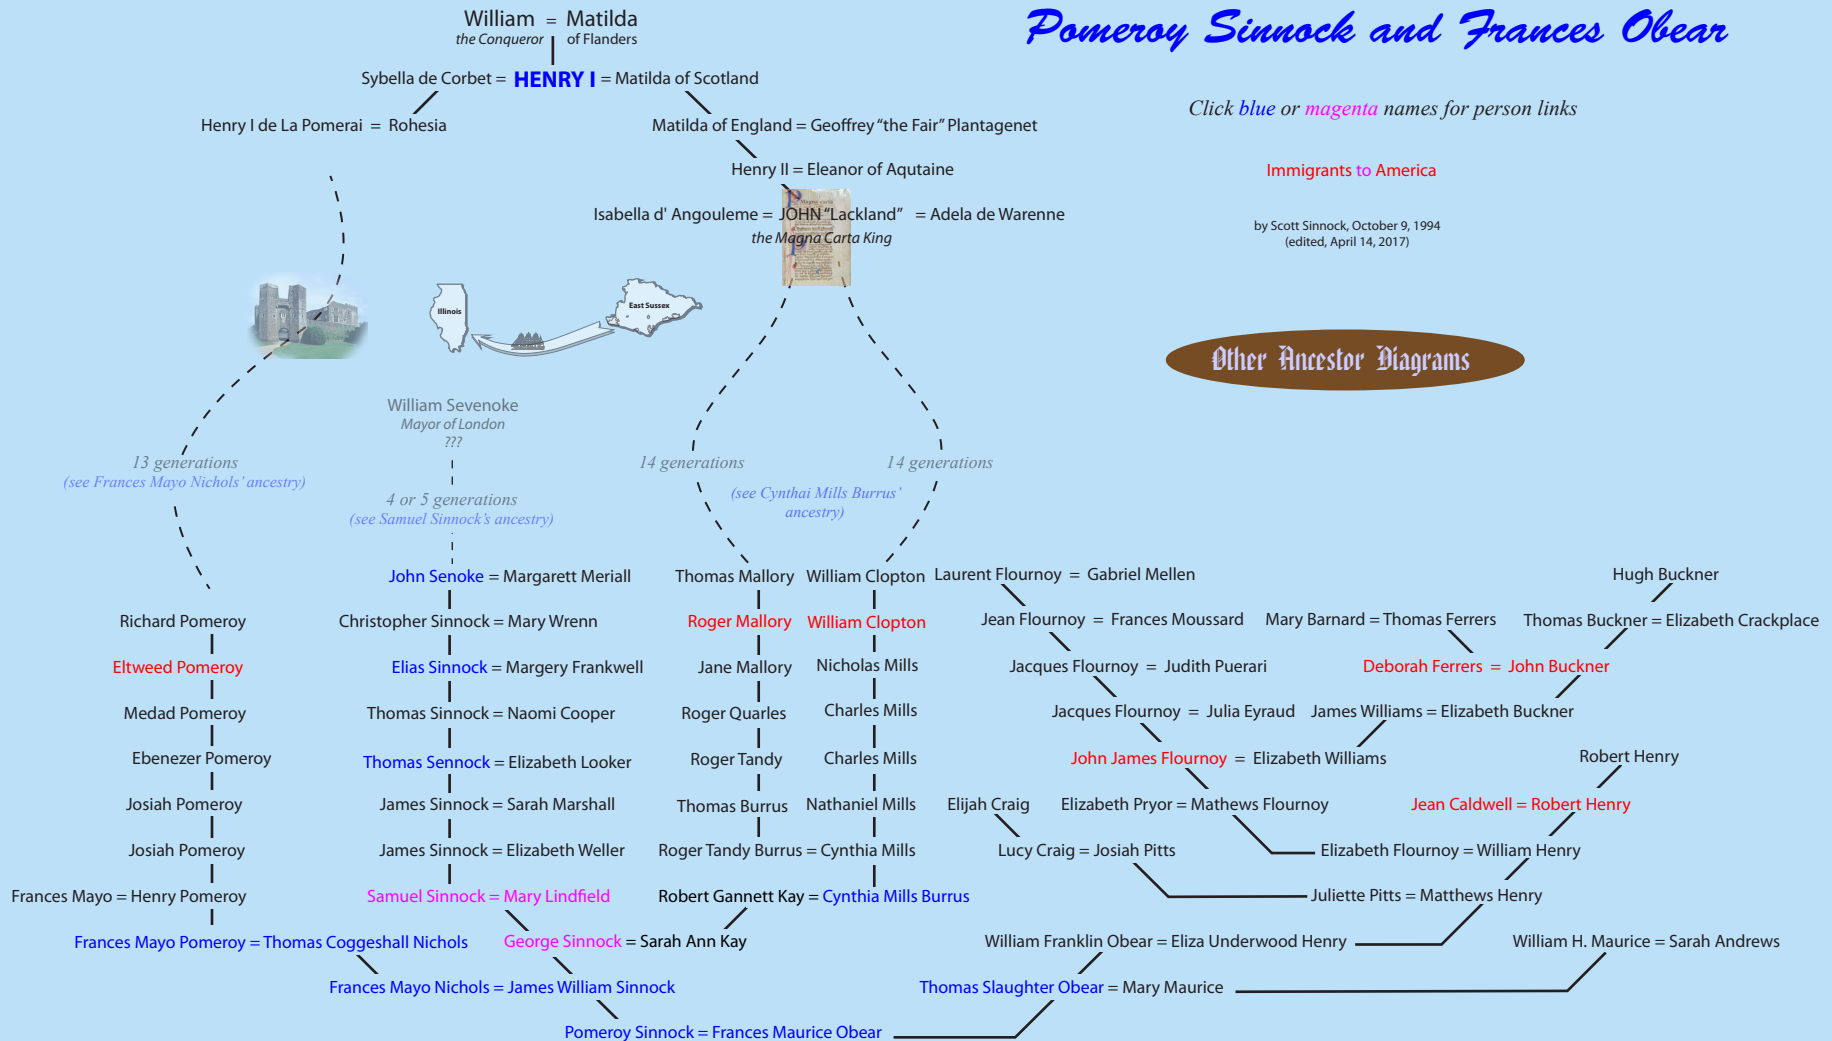 Pomeroy Sinnock and Frances Obear
William = Matilda
the Conqueror of Flanders
Sybella de Corbet = HENRY I = Matilda of Scotland
Click blue or magenta names for person links
Henry I de La Pomerai = Rohesia
Matilda of England = Geoffrey “the Fair” Plantagenet
Henry II = Eleanor of Aqutaine
Immigrants to America
Isabella d' Angouleme = JOHN “Lackland” = Adela de Warenne
the Magna Carta King
by Scott Sinnock, October 9, 1994
(edited, April 14, 2017)
Illinois
East Sussex
Other Ancestor Diagrams
William Sevenoke
Mayor of London
???
13 generations
(see Frances Mayo Nichols’ ancestry)
4 or 5 generations
(see Samuel Sinnock’s ancestry)
14 generations
14 generations
(see Cynthai Mills Burrus’
ancestry)
John Senoke = Margarett Meriall
Thomas Mallory
William Clopton
Laurent Flournoy = Gabriel Mellen
Hugh Buckner
Richard Pomeroy
Christopher Sinnock = Mary Wrenn
Roger Mallory
William Clopton
Jean Flournoy = Frances Moussard
Mary Barnard = Thomas Ferrers
Thomas Buckner = Elizabeth Crackplace
Eltweed Pomeroy
Elias Sinnock = Margery Frankwell
Jane Mallory
Nicholas Mills
Jacques Flournoy = Judith Puerari
Deborah Ferrers = John Buckner
Medad Pomeroy
Thomas Sinnock = Naomi Cooper
Roger Quarles
Charles Mills
Jacques Flournoy = Julia Eyraud
James Williams = Elizabeth Buckner
Ebenezer Pomeroy
Thomas Sennock = Elizabeth Looker
Roger Tandy
Charles Mills
John James Flournoy = Elizabeth Williams
Robert Henry
Josiah Pomeroy
James Sinnock = Sarah Marshall
Thomas Burrus
Nathaniel Mills
Elijah Craig
Elizabeth Pryor = Mathews Flournoy
Jean Caldwell = Robert Henry
Josiah Pomeroy
James Sinnock = Elizabeth Weller
Roger Tandy Burrus = Cynthia Mills
Lucy Craig = Josiah Pitts
Elizabeth Flournoy = William Henry
Frances Mayo = Henry Pomeroy
Samuel Sinnock = Mary Lindfield
Robert Gannett Kay = Cynthia Mills Burrus
Juliette Pitts = Matthews Henry
Frances Mayo Pomeroy = Thomas Coggeshall Nichols
George Sinnock = Sarah Ann Kay
William Franklin Obear = Eliza Underwood Henry
William H. Maurice = Sarah Andrews
Frances Mayo Nichols = James William Sinnock
Thomas Slaughter Obear = Mary Maurice
Pomeroy Sinnock = Frances Maurice Obear